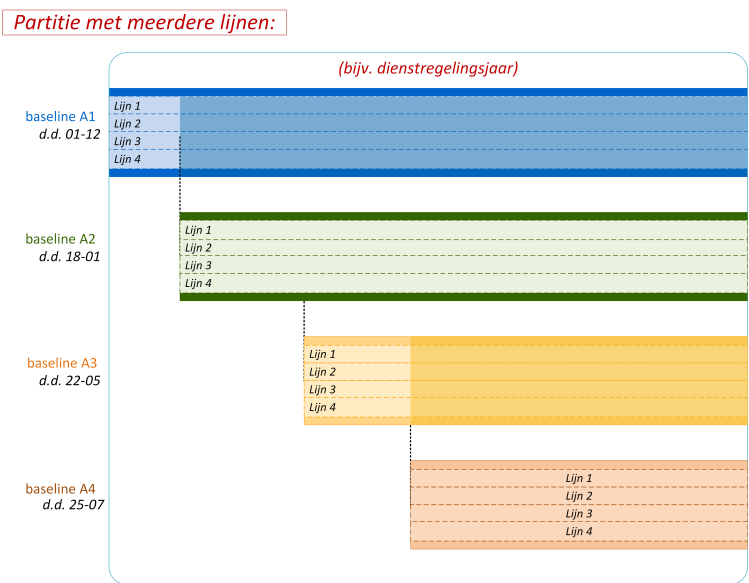 Partitie met meerdere lijnen:
(bijv. dienstregelingsjaar)
baseline A1
d.d. 01-12
Lijn 1
Lijn 2
Lijn 3
Lijn 4
baseline A2
d.d. 18-01
Lijn 1
Lijn 2
Lijn 3
Lijn 4
baseline A3
d.d. 22-05
Lijn 1
Lijn 2
Lijn 3
Lijn 4
baseline A4
d.d. 25-07
Lijn 1
Lijn 2
Lijn 3
Lijn 4